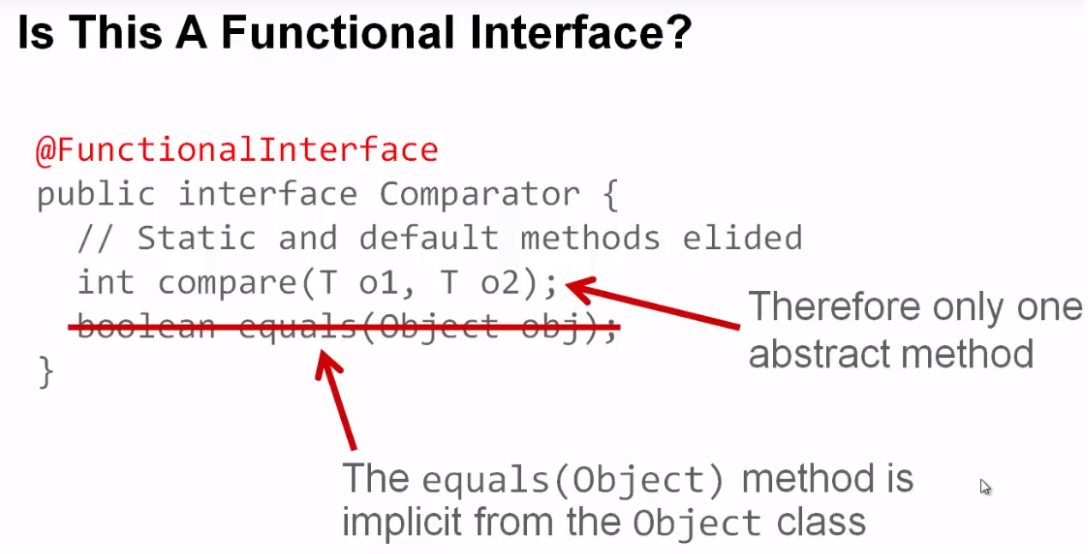 Is This A Functional Interface?
@FunctionalInterface
public interface Comparator {
// Static and default methods elided
int compare(T o1, T o2);
boolean equals(Object obj);
}
Therefore only one
abstract method
The equals(Object) method is
implicit from the Object class